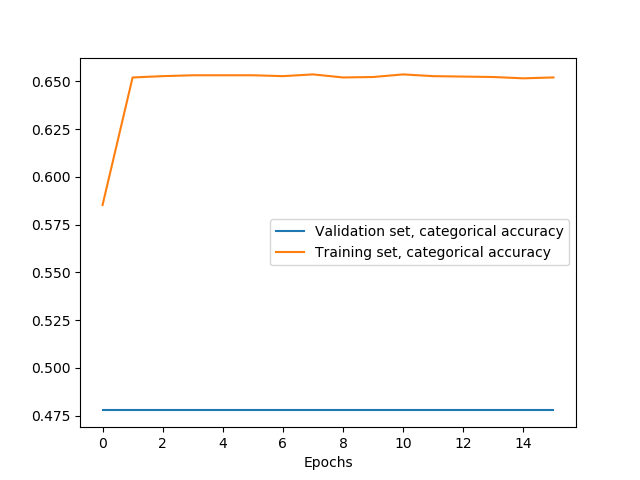 0.650
0.625
0.600
0.575
0.550
0.525
0.500
0.475
Validation set, categorical accuracy
Training set, categorical accuracy
0 2 4 6 8 10 12 14
Epochs